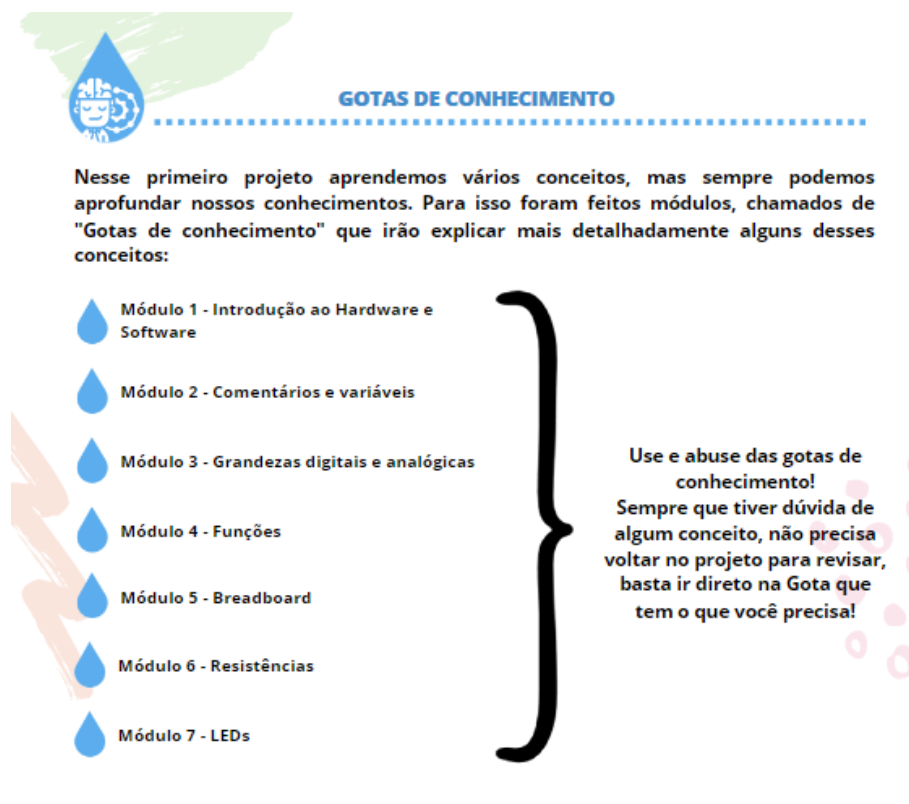 GOTAS DE CONHECIMENTO
Nesse primeiro projeto aprendemos vários conceitos, mas sempre podemos
aprofundar nossos conhecimentos. Para isso foram feitos módulos, chamados de
"Gotas de conhecimento" que irão explicar mais detalhadamente alguns desses
conceitos:
Módulo 1 - Introdução ao Hardware e
Software
Módulo 2 - Comentários e variáveis
Módulo 3 - Grandezas digitais e analógicas
Módulo 4 - Funções
Módulo 5 - Breadboard
Módulo 6 - Resistências
Módulo 7 - LEDs
Use e abuse das gotas de
conhecimento!
Sempre que tiver dúvida de
algum conceito, não precisa
voltar no projeto para revisar,
basta ir direto na Gota que
tem o que você precisa!